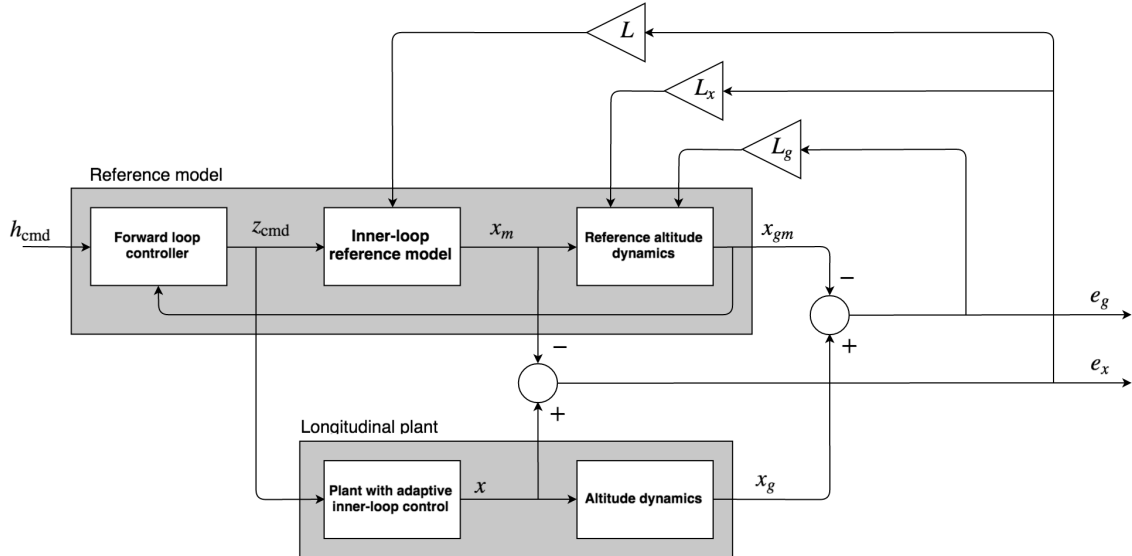 L
Lₓ
L_g
Reference model
h_cmd
Forward loop
controller
z_cmd
Inner-loop
reference model
x_m
Reference altitude
dynamics
x_gm
−
+
e_g
−
+
e_x
Longitudinal plant
Plant with adaptive
inner-loop control
x
Altitude dynamics
x_g